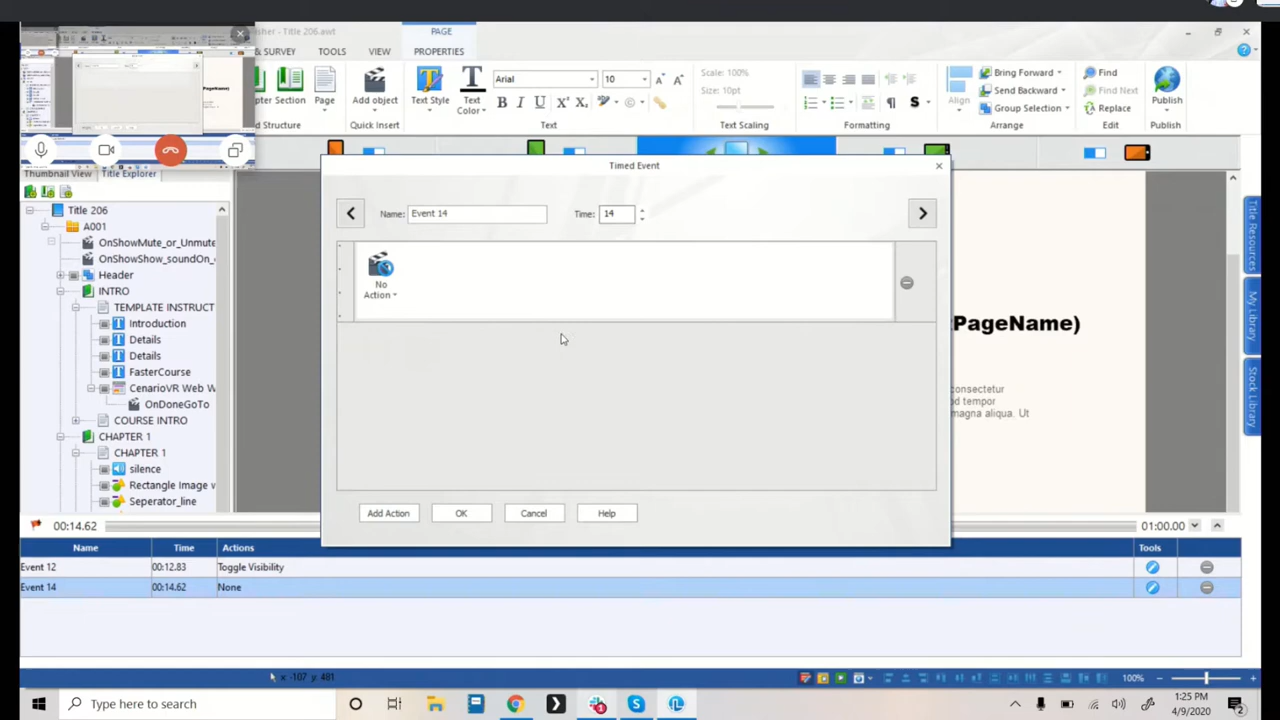 isher - Title 206.awt
PAGE
& SURVEY
TOOLS
VIEW
PROPERTIES
Section
Page
Add object
Text Style
Text Color
Arial
10
B I U X² X₂
Scale: 100%
Size: 10pt
Align
Bring Forward
Send Backward
Group Selection
Find
Find Next
Replace
Publish
d Structure
Quick Insert
Text
Text Scaling
Formatting
Arrange
Edit
Publish
Thumbnail View
Title Explorer
Title 206
A001
OnShowMute_or_Unmute
OnShowShow_soundOn_
Header
INTRO
TEMPLATE INSTRUCT
Introduction
Details
Details
FasterCourse
CenarioVR Web W
OnDoneGoTo
COURSE INTRO
CHAPTER 1
CHAPTER 1
silence
Rectangle Image w
Seperator_line
Timed Event
Name: Event 14
Time: 14
No
Action
Add Action
OK
Cancel
Help
PageName)
consectetur
od tempor
magna aliqua. Ut
Title Resources
My Library
Stock Library
00:14.62
01:00.00
Name Time Actions Tools
Event 12 00:12.83 Toggle Visibility
Event 14 00:14.62 None
x: -107 y: 481
100%
Type here to search
1:25 PM
4/9/2020
2